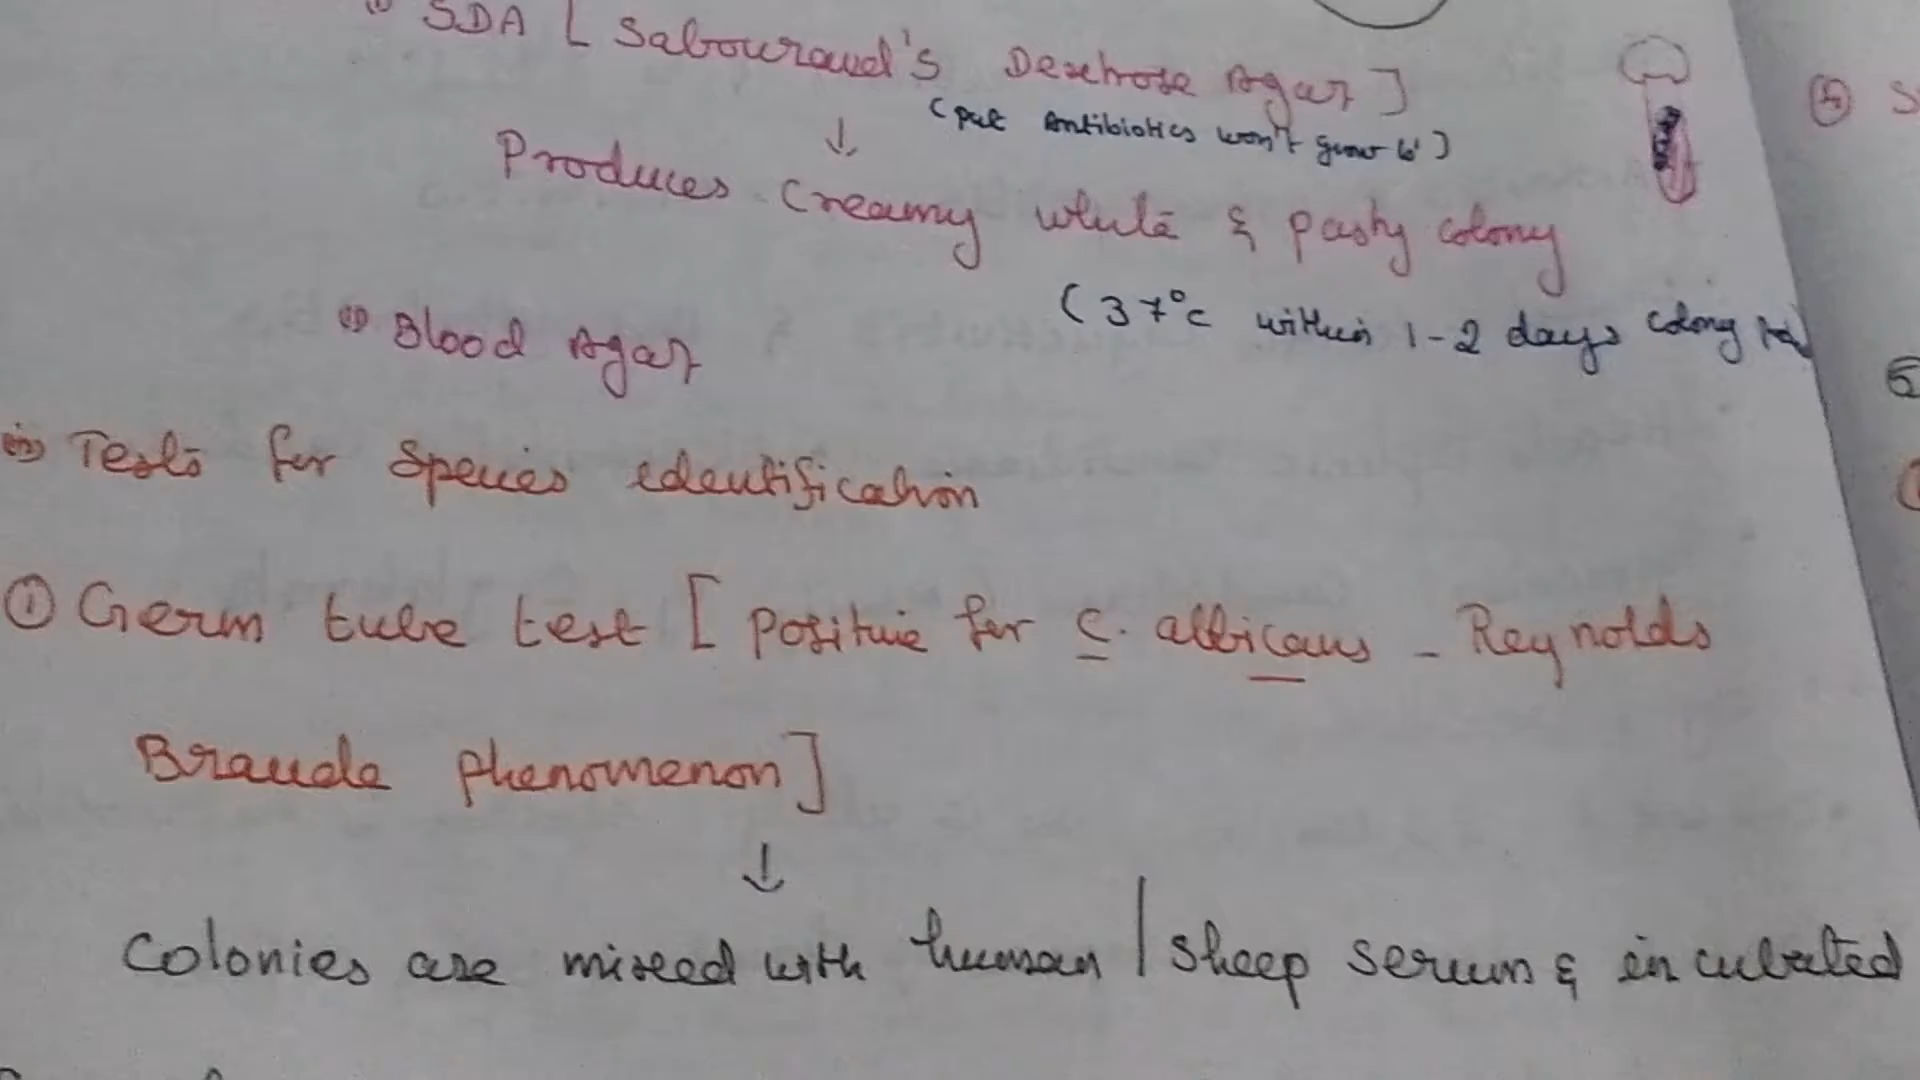 i) SDA [ Sabouraud's Dextrose Agar ]
(put Antibiotics won't grow b')
Produces Creamy white & pasty colony
(37°c within 1-2 days colony
ii) Blood Agar
iii) Tests for Species identification
① Germ tube test [ Positive for C. albicans - Reynolds
Braude phenomenon ]
↓
Colonies are mixed with human / sheep serum & incubated